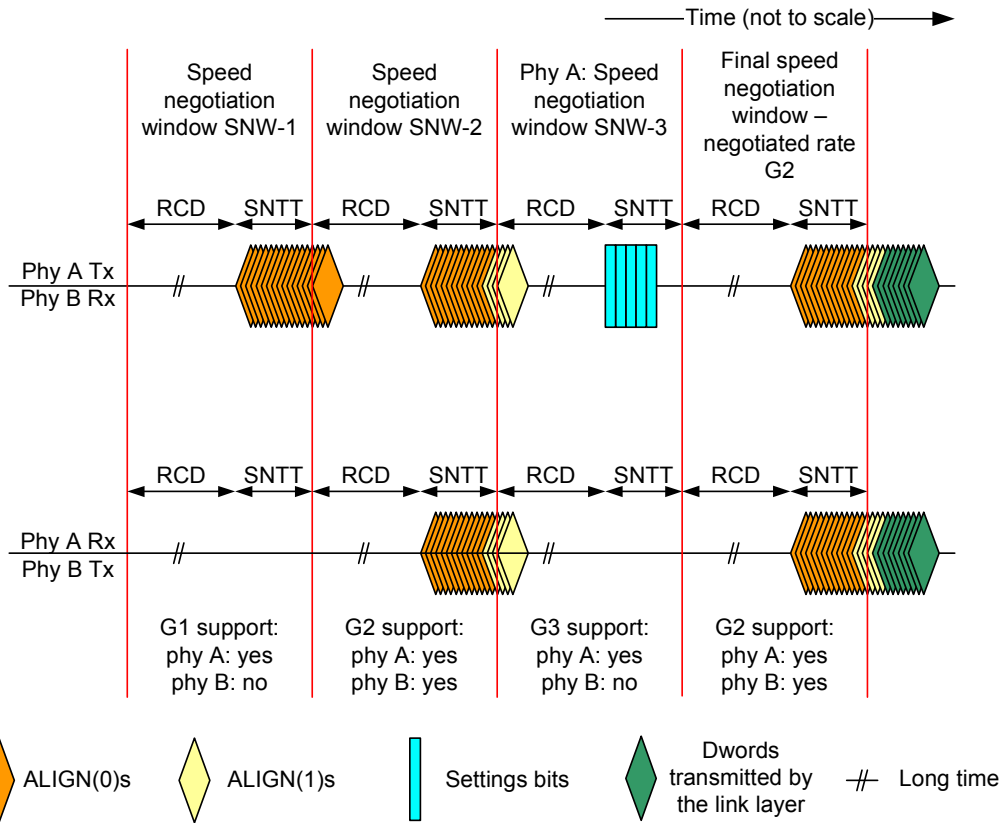 Time (not to scale)
Speed
negotiation
window SNW-1
Speed
negotiation
window SNW-2
Phy A: Speed
negotiation
window SNW-3
Final speed
negotiation
window –
negotiated rate
G2
RCD
SNTT
RCD
SNTT
RCD
SNTT
RCD
SNTT
Phy A Tx
Phy B Rx
RCD
SNTT
RCD
SNTT
RCD
SNTT
RCD
SNTT
Phy A Rx
Phy B Tx
G1 support:
phy A: yes
phy B: no
G2 support:
phy A: yes
phy B: yes
G3 support:
phy A: yes
phy B: no
G2 support:
phy A: yes
phy B: yes
ALIGN(0)s
ALIGN(1)s
Settings bits
Dwords
transmitted by
the link layer
Long time